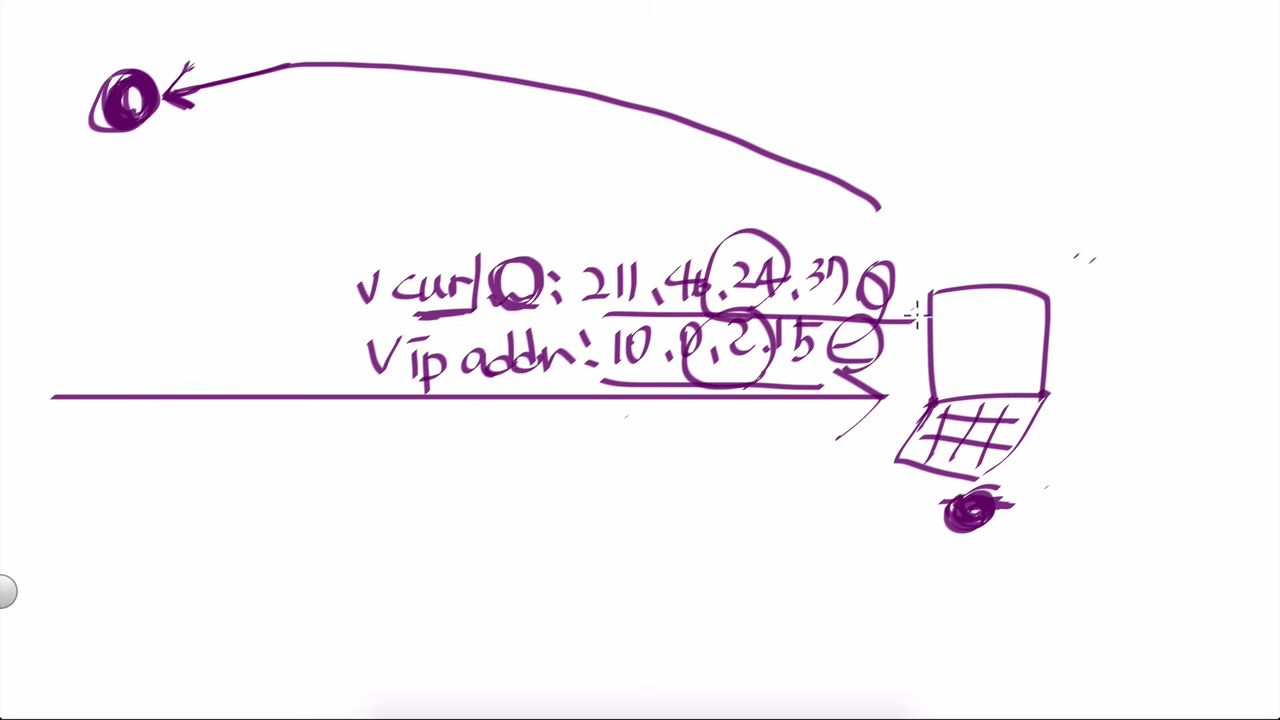 v curl O : 211.46.24.37
v ip addr : 10.0.2.15